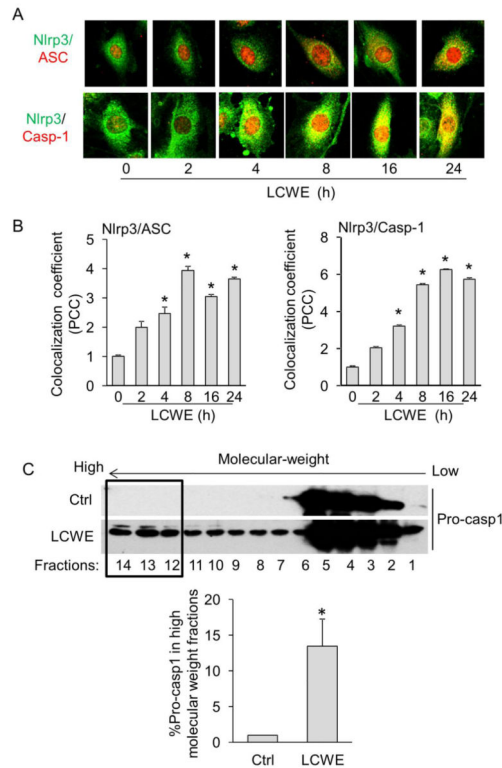 A
Nlrp3/
ASC
Nlrp3/
Casp-1
0 2 4 8 16 24
LCWE (h)
B
Nlrp3/ASC
Colocalization coefficient
(PCC)
5
4
3
2
1
0
* * * *
0 2 4 8 16 24
LCWE (h)
Nlrp3/Casp-1
Colocalization coefficient
(PCC)
8
6
4
2
0
* * * *
0 2 4 8 16 24
LCWE (h)
C
High Molecular-weight Low
Ctrl
LCWE
Pro-casp1
Fractions: 14 13 12 11 10 9 8 7 6 5 4 3 2 1
%Pro-casp1 in high
molecular weight fractions
20
15
10
5
0
*
Ctrl LCWE